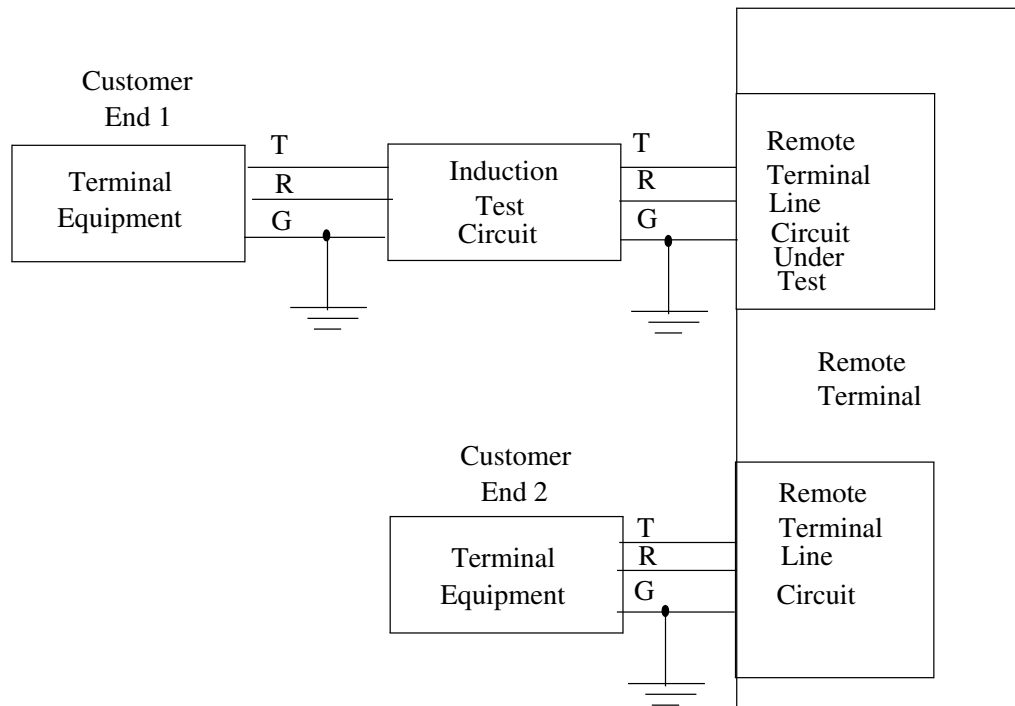 Customer
End 1
Terminal
Equipment
T
R
G
Induction
Test
Circuit
T
R
G
Remote
Terminal
Line
Circuit
Under
Test
Remote
Terminal
Customer
End 2
Terminal
Equipment
T
R
G
Remote
Terminal
Line
Circuit